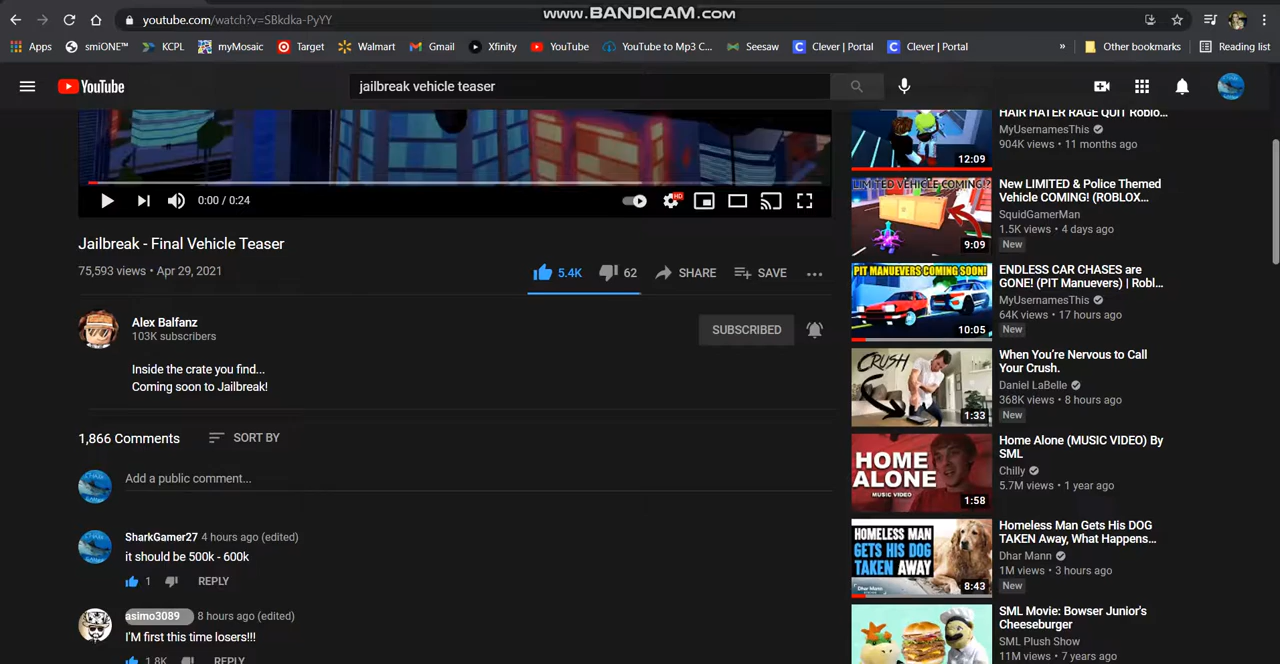 www.BANDICAM.com
youtube.com/watch?v=SBkdka-PyYY
Apps
smiONE™
KCPL
myMosaic
Target
Walmart
Gmail
Xfinity
YouTube
YouTube to Mp3 C...
Seesaw
Clever | Portal
Clever | Portal
»
Other bookmarks
Reading list
YouTube
jailbreak vehicle teaser
0:00 / 0:24
HD
Jailbreak - Final Vehicle Teaser
75,593 views • Apr 29, 2021
5.4K
62
SHARE
SAVE
Alex Balfanz
103K subscribers
SUBSCRIBED
Inside the crate you find...
Coming soon to Jailbreak!
1,866 Comments
SORT BY
Add a public comment...
SharkGamer27 4 hours ago (edited)
it should be 500k - 600k
1
REPLY
asimo3089 8 hours ago (edited)
I'M first this time losers!!!
1.8K
REPLY
12:09
HAIR HATER RAGE QUIT Roblo...
MyUsernamesThis
904K views • 11 months ago
LIMITED VEHICLE COMING!?
9:09
New LIMITED & Police Themed
Vehicle COMING! (ROBLOX...
SquidGamerMan
1.5K views • 4 days ago
New
PIT MANUEVERS COMING SOON!
10:05
ENDLESS CAR CHASES are
GONE! (PIT Manuevers) | Robl...
MyUsernamesThis
64K views • 17 hours ago
New
CRUSH
1:33
When You're Nervous to Call
Your Crush.
Daniel LaBelle
368K views • 8 hours ago
New
HOME
ALONE
MUSIC VIDEO
1:58
Home Alone (MUSIC VIDEO) By
SML
Chilly
5.7M views • 1 year ago
HOMELESS MAN
GETS HIS DOG
TAKEN AWAY
Dhar Mann
8:43
Homeless Man Gets His DOG
TAKEN Away, What Happens...
Dhar Mann
1M views • 3 hours ago
New
SML Movie: Bowser Junior's
Cheeseburger
SML Plush Show
11M views • 7 years ago